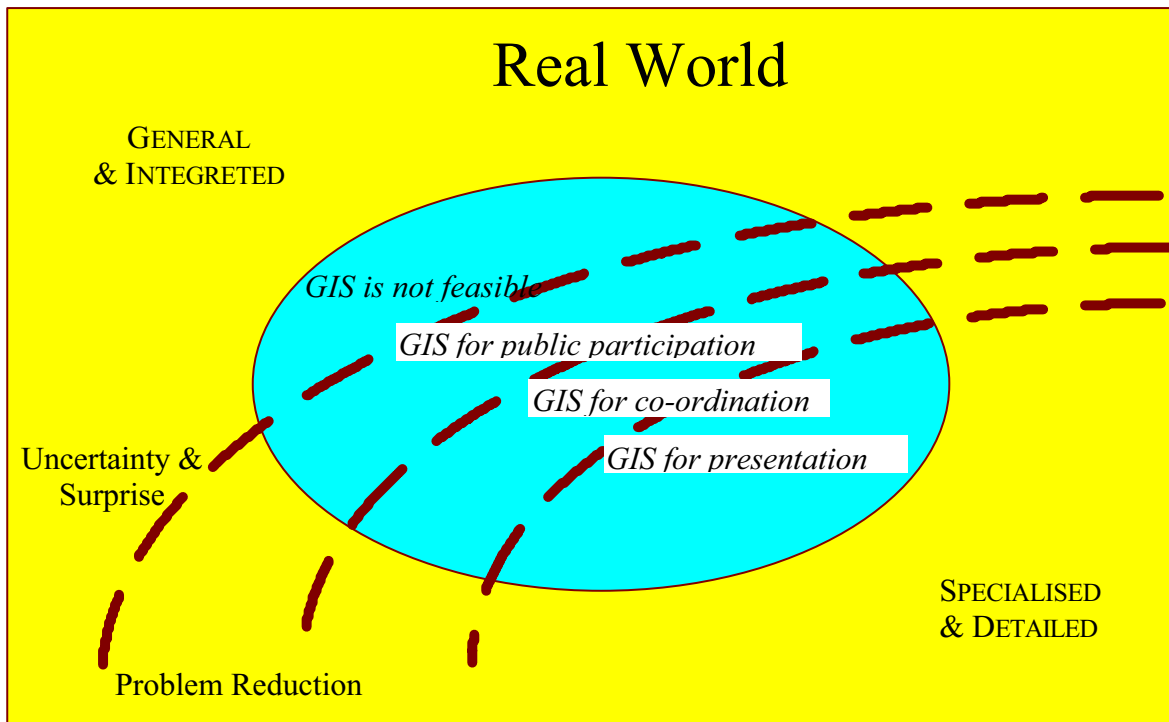 Real World
GENERAL
& INTEGRETED
GIS is not feasible
GIS for public participation
GIS for co-ordination
GIS for presentation
Uncertainty &
Surprise
SPECIALISED
& DETAILED
Problem Reduction